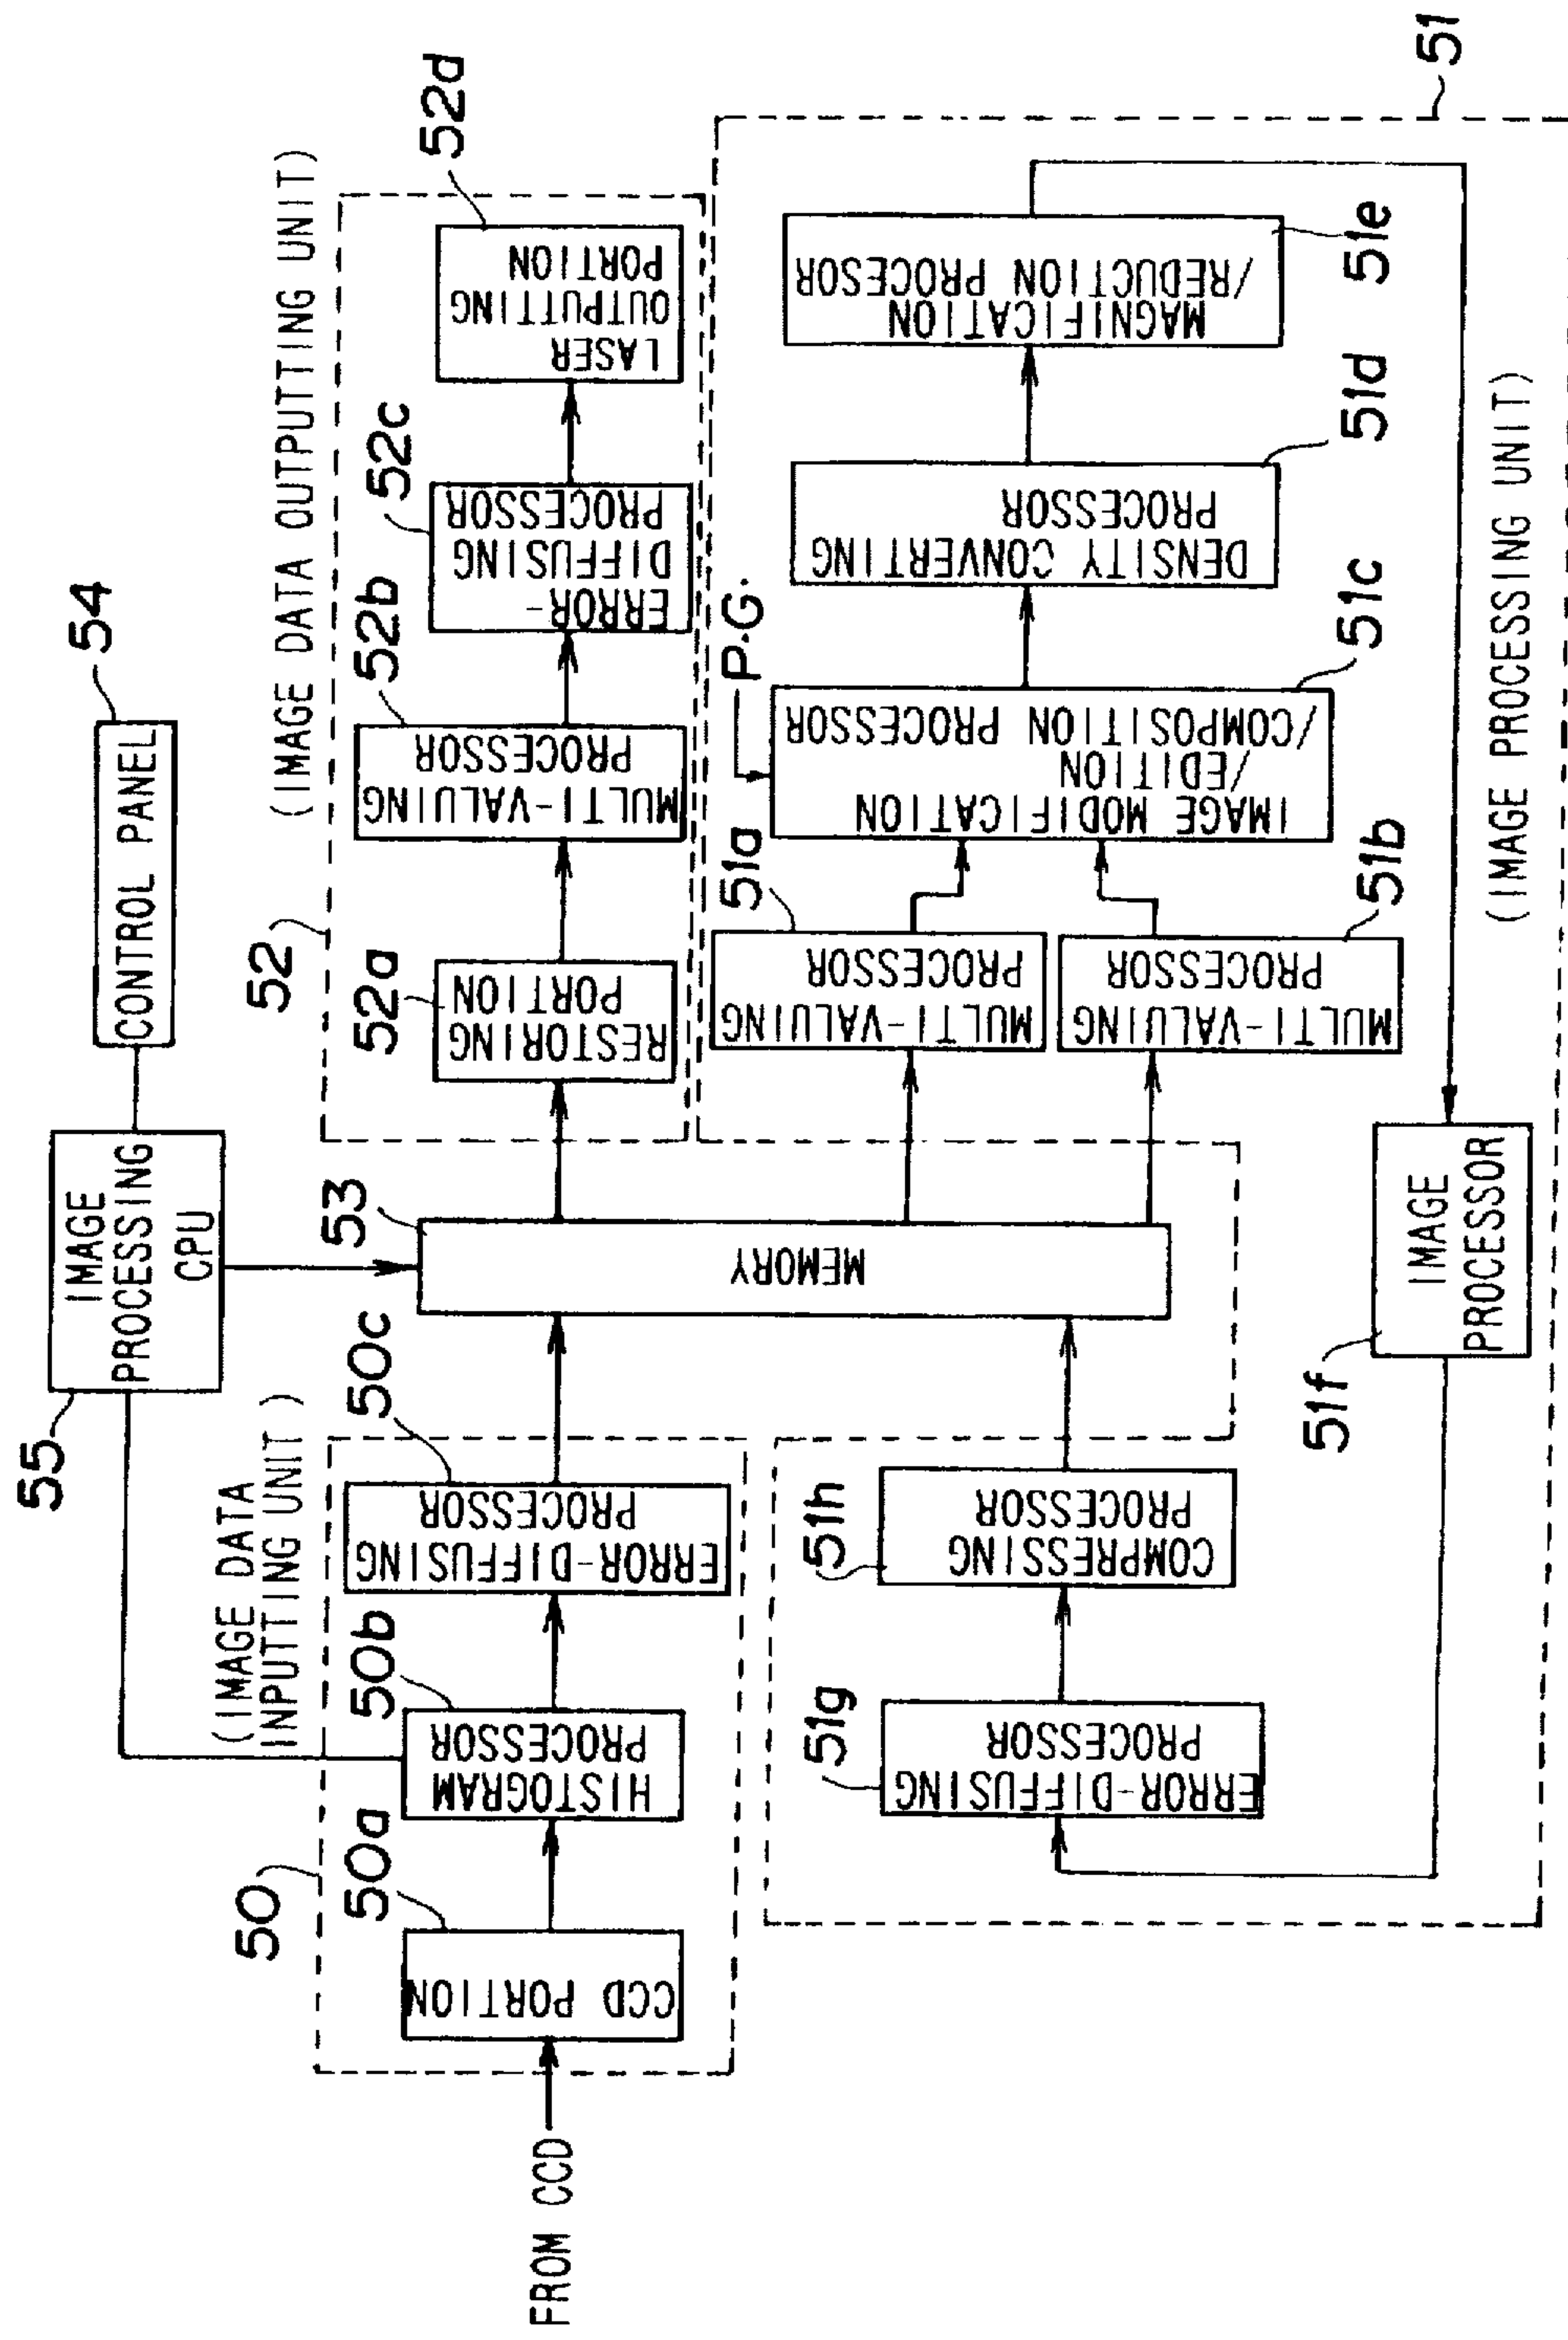 55
IMAGE
PROCESSING
CPU
54
CONTROL PANEL
(IMAGE DATA
INPUTTING UNIT)
50
50a
CCD PORTION
FROM CCD
50b
HISTOGRAM
PROCESSOR
50c
ERROR-DIFFUSING
PROCESSOR
53
MEMORY
52
(IMAGE DATA OUTPUTTING UNIT)
52a
RESTORING
PORTION
52b
MULTI-VALUING
PROCESSOR
52c
ERROR-
DIFFUSING
PROCESSOR
52d
LASER
OUTPUTTING
PORTION
51
51a
MULTI-VALUING
PROCESSOR
51b
MULTI-VALUING
PROCESSOR
P.G.
51c
IMAGE MODIFICATION
/EDITION
/COMPOSITION PROCESSOR
51d
DENSITY CONVERTING
PROCESSOR
51e
MAGNIFICATION
/REDUCTION PROCESSOR
51f
IMAGE
PROCESSOR
51g
ERROR-DIFFUSING
PROCESSOR
51h
COMPRESSING
PROCESSOR
(IMAGE PROCESSING UNIT)